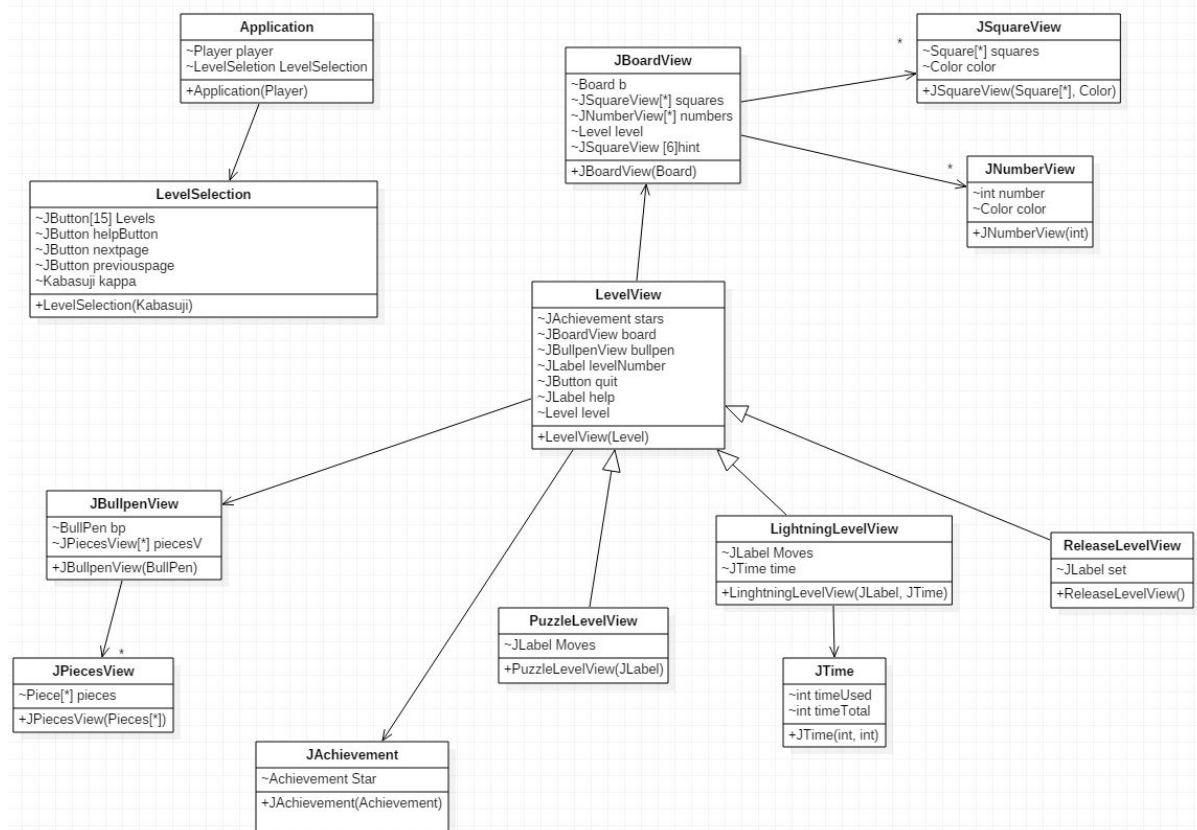 Application
~Player player
~LevelSeletion LevelSelection
+Application(Player)
LevelSelection
~JButton[15] Levels
~JButton helpButton
~JButton nextpage
~JButton previouspage
~Kabasuji kappa
+LevelSelection(Kabasuji)
JBoardView
~Board b
~JSquareView[*] squares
~JNumberView[*] numbers
~Level level
~JSquareView [6]hint
+JBoardView(Board)
*
JSquareView
~Square[*] squares
~Color color
+JSquareView(Square[*], Color)
*
JNumberView
~int number
~Color color
+JNumberView(int)
LevelView
~JAchievement stars
~JBoardView board
~JBullpenView bullpen
~JLabel levelNumber
~JButton quit
~JLabel help
~Level level
+LevelView(Level)
JBullpenView
~BullPen bp
~JPiecesView[*] piecesV
+JBullpenView(BullPen)
*
JPiecesView
~Piece[*] pieces
+JPiecesView(Pieces[*])
JAchievement
~Achievement Star
+JAchievement(Achievement)
PuzzleLevelView
~JLabel Moves
+PuzzleLevelView(JLabel)
LightningLevelView
~JLabel Moves
~JTime time
+LinghtningLevelView(JLabel, JTime)
JTime
~int timeUsed
~int timeTotal
+JTime(int, int)
ReleaseLevelView
~JLabel set
+ReleaseLevelView()